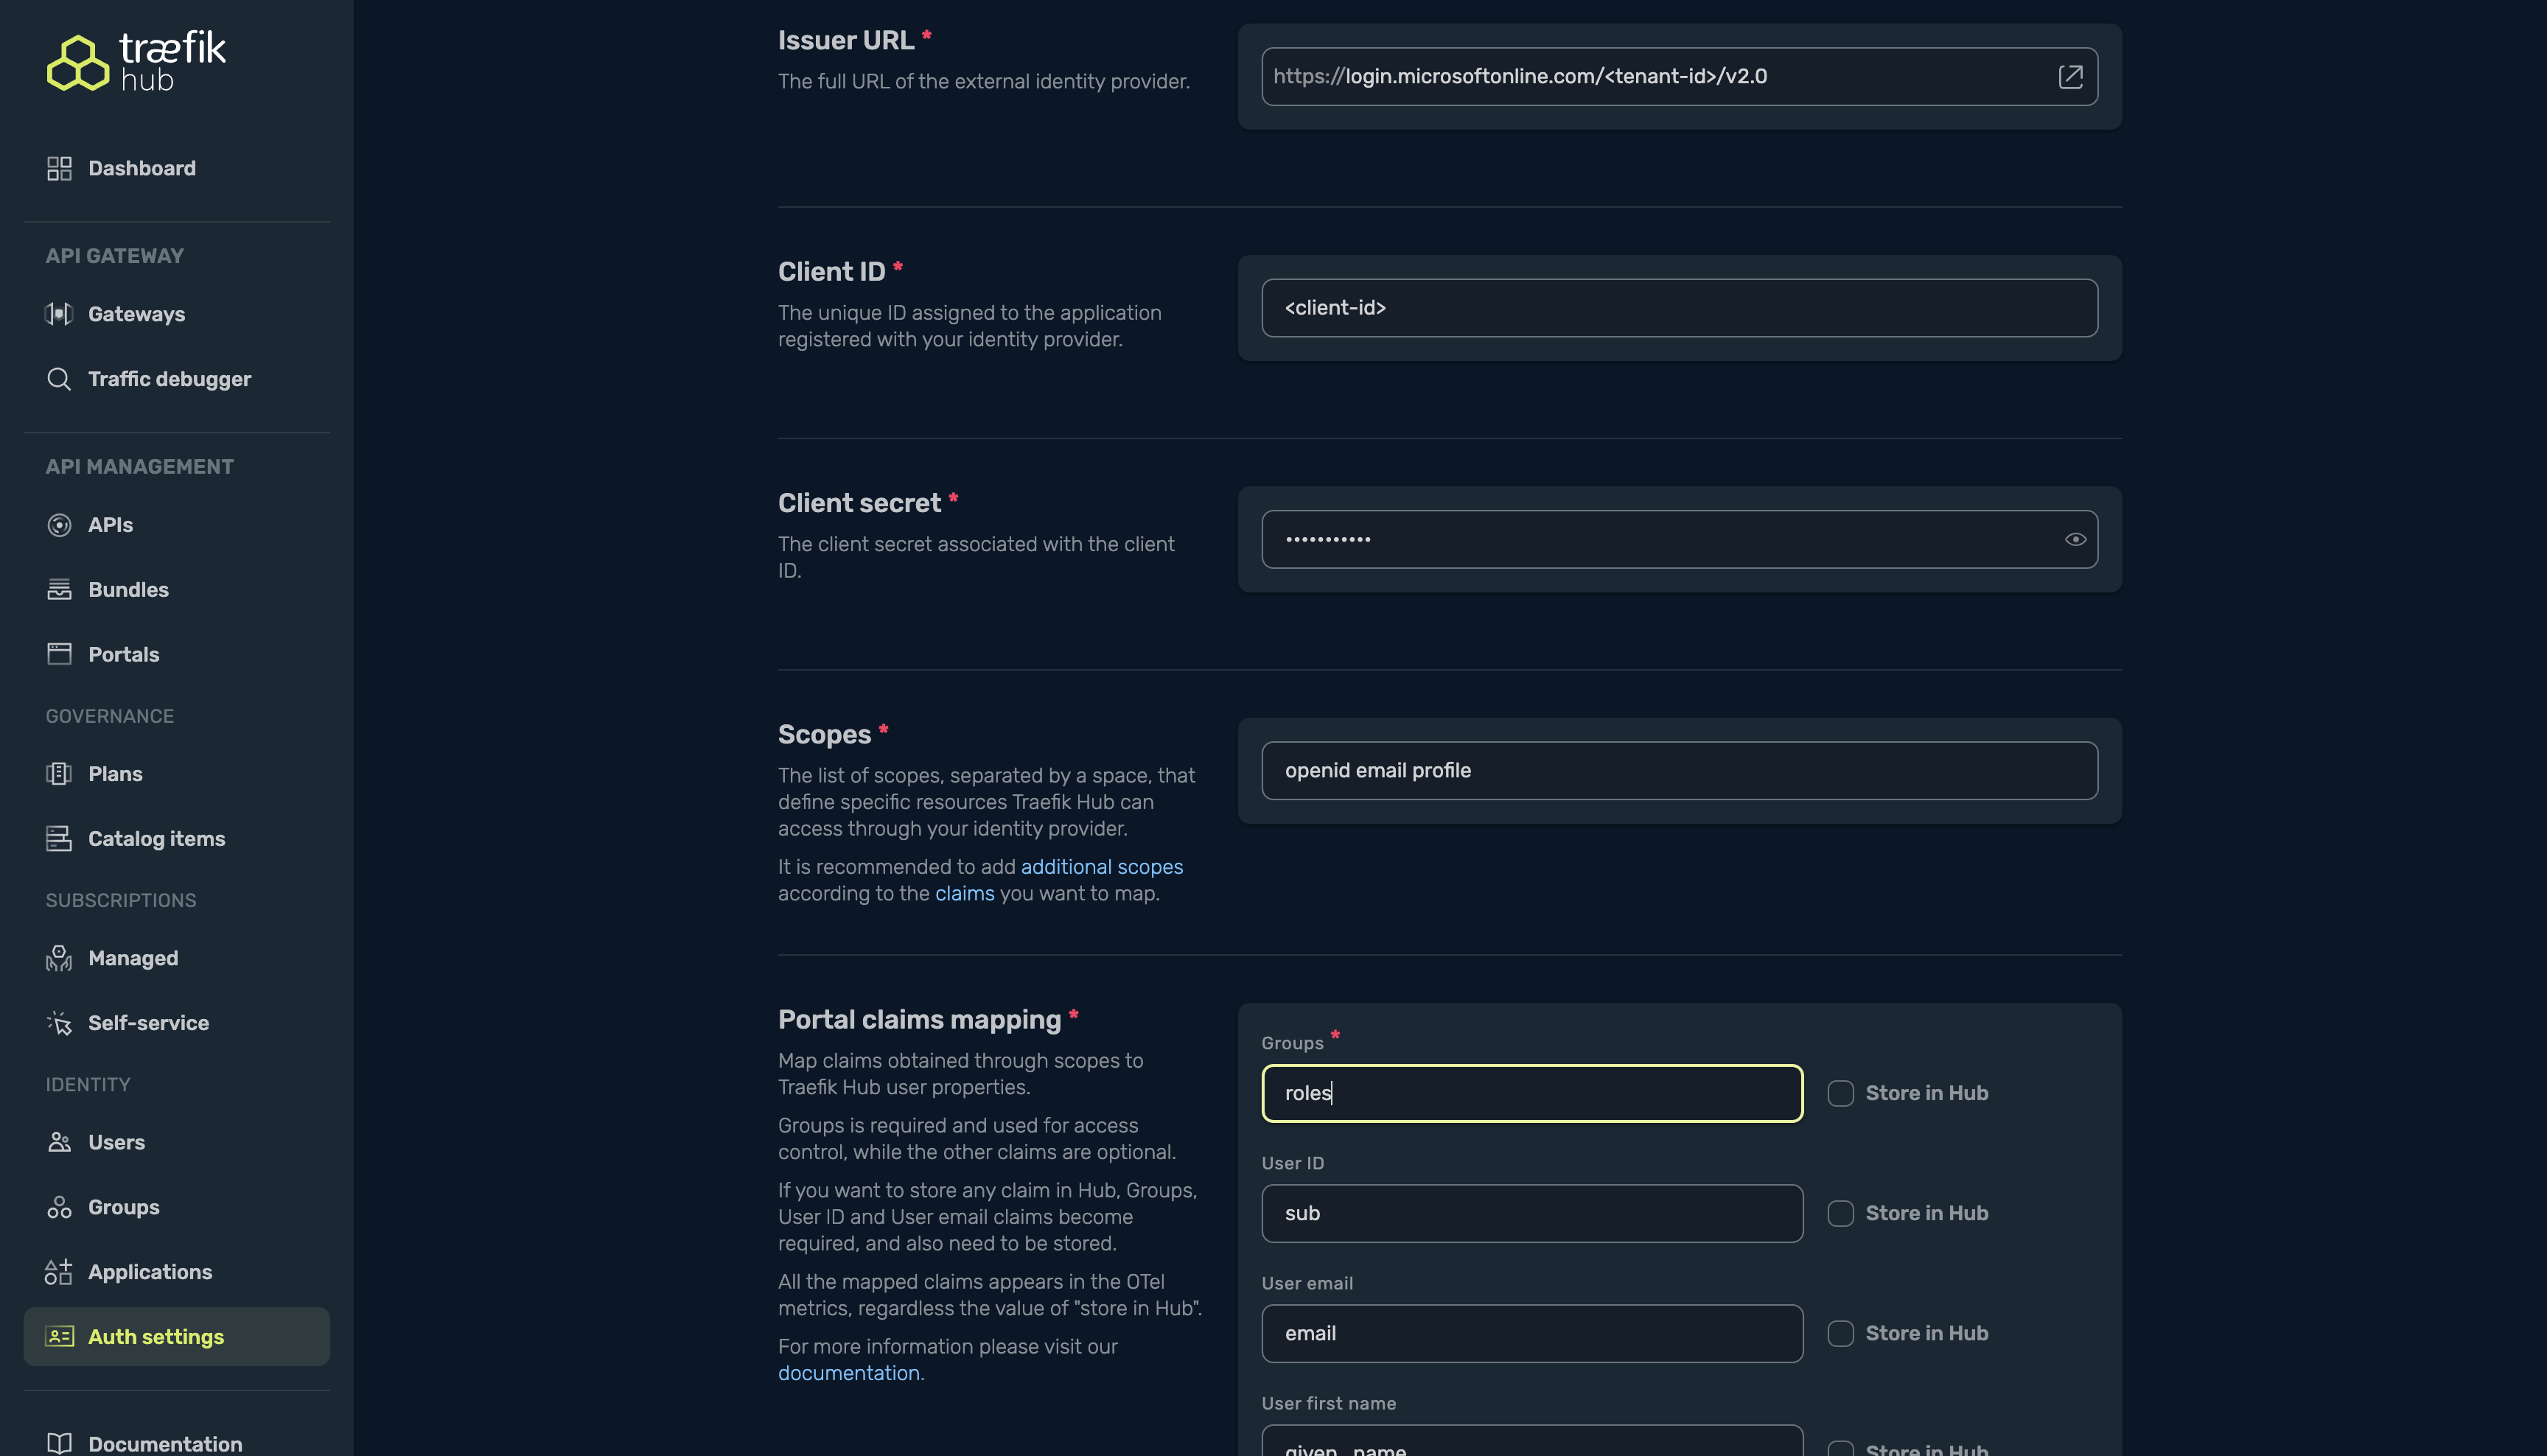 træfik
hub
Dashboard
API GATEWAY
Gateways
Traffic debugger
API MANAGEMENT
APIs
Bundles
Portals
GOVERNANCE
Plans
Catalog items
SUBSCRIPTIONS
Managed
Self-service
IDENTITY
Users
Groups
Applications
Auth settings
Documentation
Issuer URL *
The full URL of the external identity provider.
https://login.microsoftonline.com/<tenant-id>/v2.0
Client ID *
The unique ID assigned to the application
registered with your identity provider.
<client-id>
Client secret *
The client secret associated with the client
ID.
•••••••••••
Scopes *
The list of scopes, separated by a space, that
define specific resources Traefik Hub can
access through your identity provider.
It is recommended to add additional scopes
according to the claims you want to map.
openid email profile
Portal claims mapping *
Map claims obtained through scopes to
Traefik Hub user properties.
Groups is required and used for access
control, while the other claims are optional.
If you want to store any claim in Hub, Groups,
User ID and User email claims become
required, and also need to be stored.
All the mapped claims appears in the OTel
metrics, regardless the value of "store in Hub".
For more information please visit our
documentation.
Groups *
roles
Store in Hub
User ID
sub
Store in Hub
User email
email
Store in Hub
User first name
given_name
Store in Hub